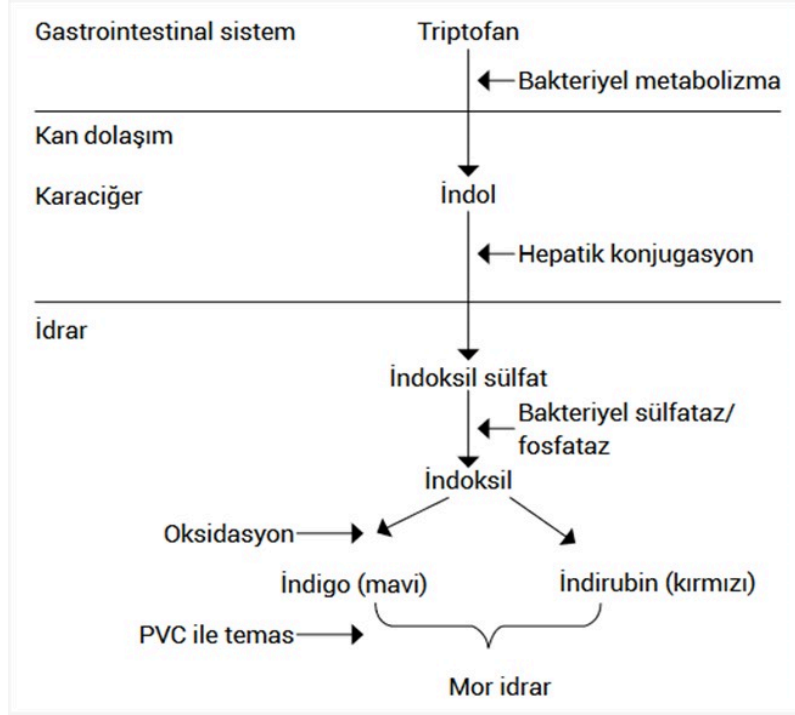 Gastrointestinal sistem
Triptofan
Bakteriyel metabolizma
Kan dolaşım
Karaciğer
İndol
Hepatik konjugasyon
İdrar
İndoksil sülfat
Bakteriyel sülfataz/
fosfataz
İndoksil
Oksidasyon
İndigo (mavi)
İndirubin (kırmızı)
PVC ile temas
Mor idrar